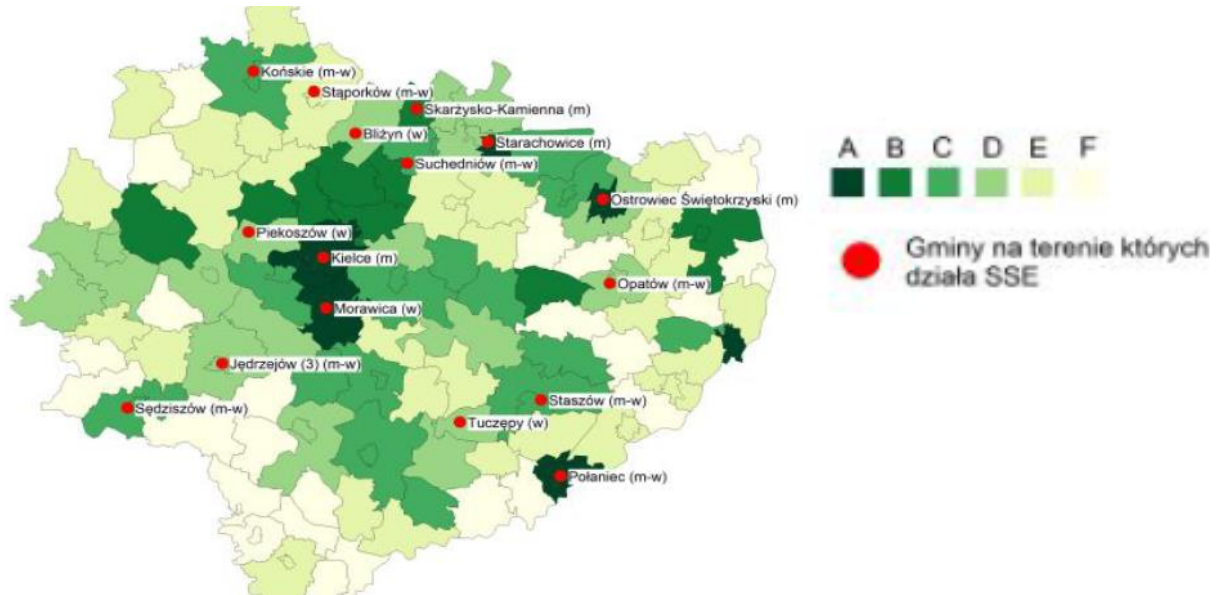 Końskie (m-w)
Stąporków (m-w)
Skarżysko-Kamienna (m)
Bliżyn (w)
Starachowice (m)
Suchedniów (m-w)
Ostrowiec Świętokrzyski (m)
Piekoszów (w)
Kielce (m)
Opatów (m-w)
Morawica (w)
Jędrzejów (3) (m-w)
Staszów (m-w)
Sędziszów (m-w)
Tuczępy (w)
Połaniec (m-w)
A B C D E F
Gminy na terenie których
działa SSE